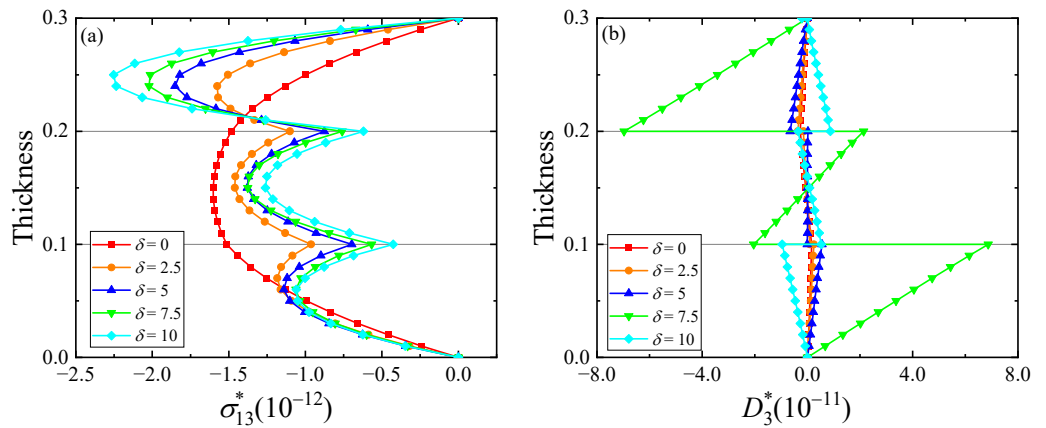 (a)
Thickness
0.3
0.2
0.1
0.0
δ = 0
δ = 2.5
δ = 5
δ = 7.5
δ = 10
−2.5 −2.0 −1.5 −1.0 −0.5 0.0
σ*₁₃(10⁻¹²)
(b)
Thickness
0.3
0.2
0.1
0.0
δ = 0
δ = 2.5
δ = 5
δ = 7.5
δ = 10
−8.0 −4.0 0.0 4.0 8.0
D*₃(10⁻¹¹)